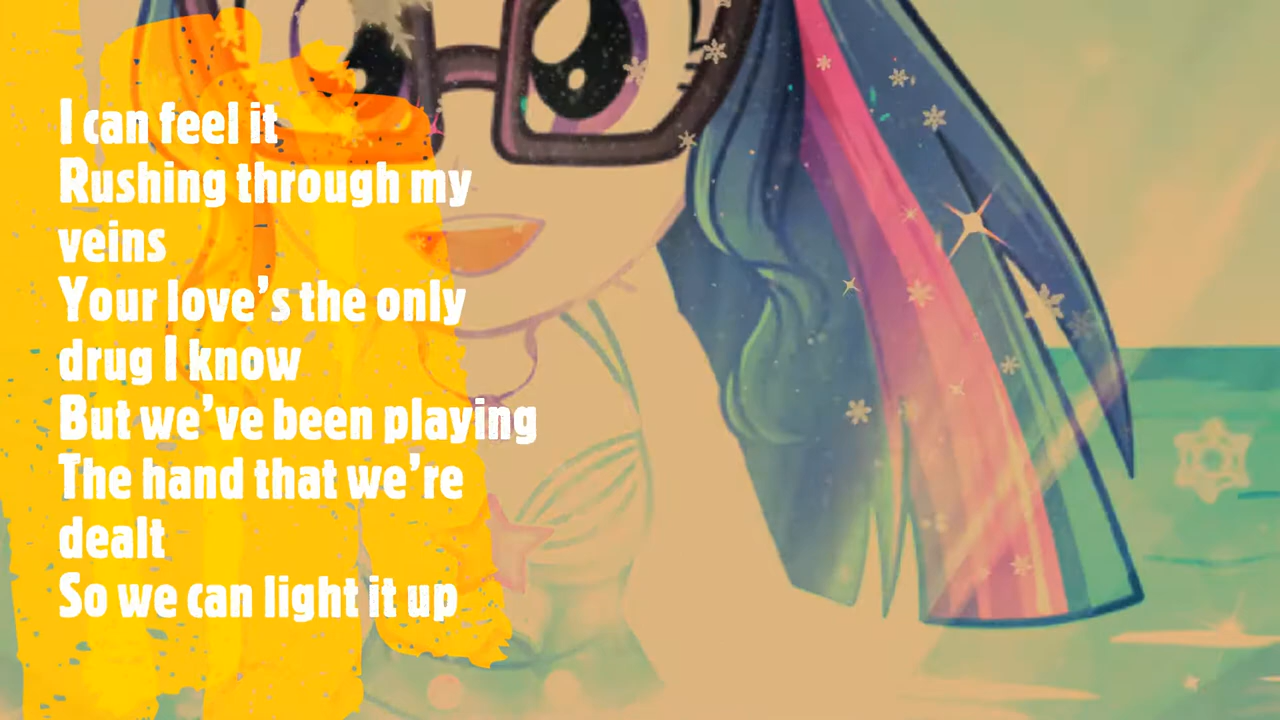 I can feel it
Rushing through my
veins
Your love’s the only
drug I know
But we’ve been playing
The hand that we’re
dealt
So we can light it up